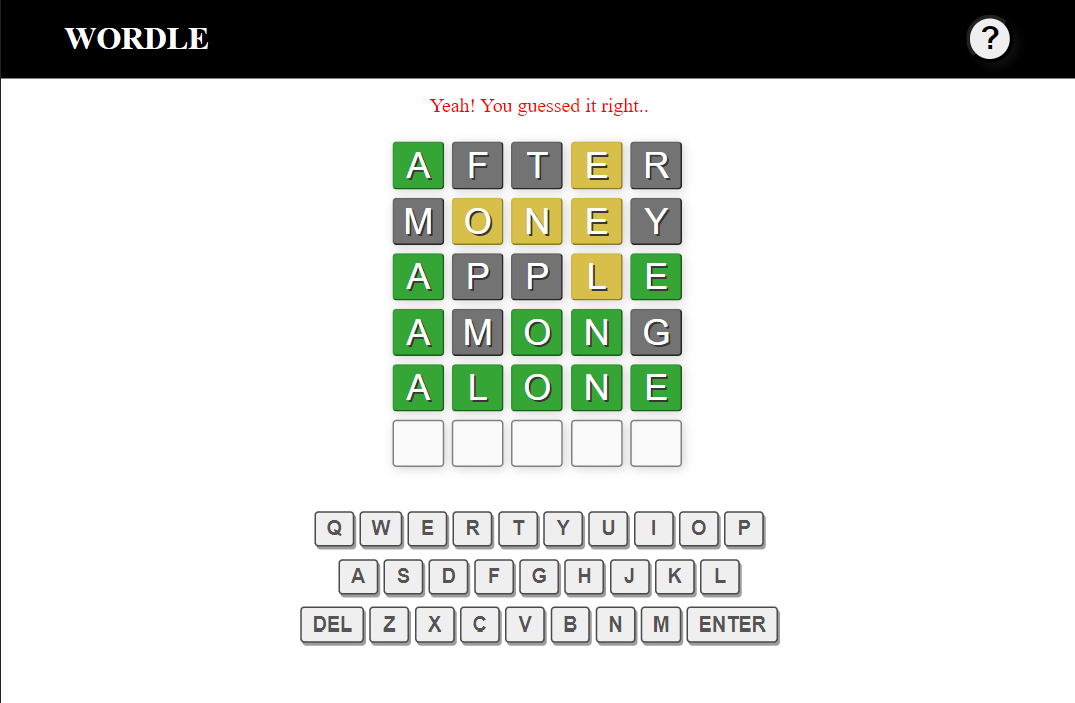 WORDLE
?
Yeah! You guessed it right..
A F T E R
M O N E Y
A P P L E
A M O N G
A L O N E
Q W E R T Y U I O P
A S D F G H J K L
DEL Z X C V B N M ENTER